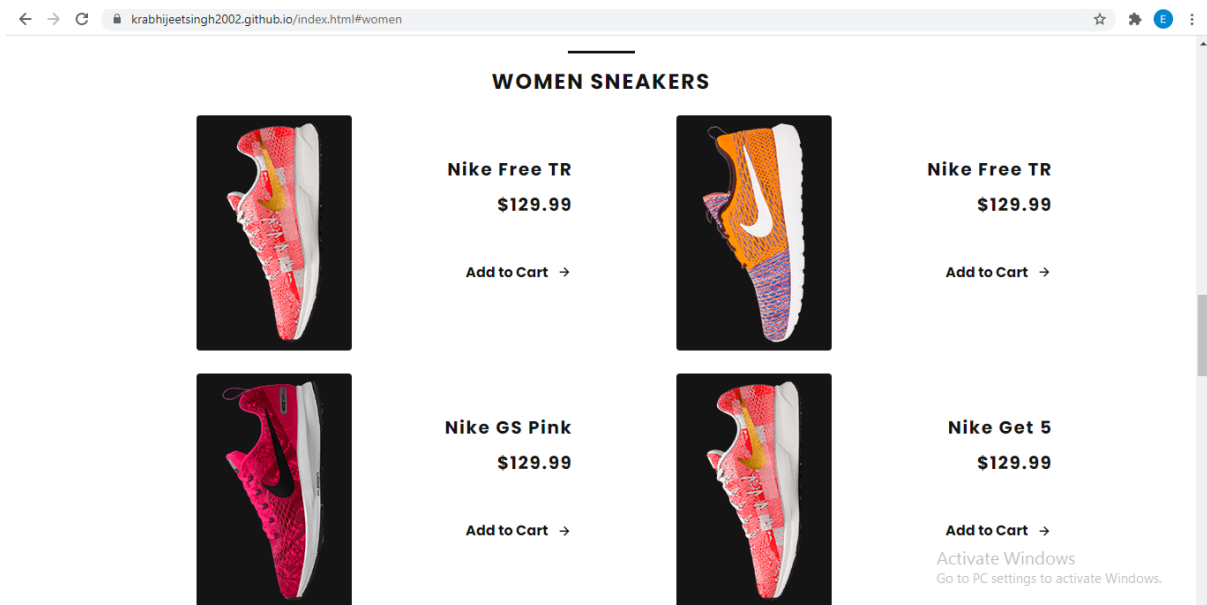 krabhijeetsingh2002.github.io/index.html#women
E
WOMEN SNEAKERS
Nike Free TR
$129.99
Add to Cart →
Nike Free TR
$129.99
Add to Cart →
Nike GS Pink
$129.99
Add to Cart →
Nike Get 5
$129.99
Add to Cart →
Activate Windows
Go to PC settings to activate Windows.